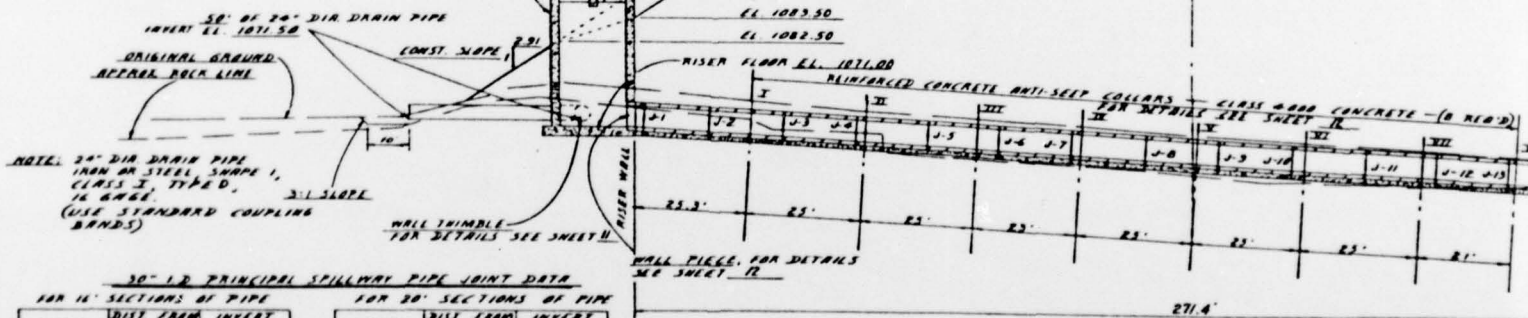 50' OF 24" DIA. DRAIN PIPE
INVERT EL. 1071.50
ORIGINAL GROUND
APPROX ROCK LINE
CONST. SLOPE
2.91
1
EL. 1083.50
EL. 1082.50
RISER FLOOR EL. 1071.00
REINFORCED CONCRETE ANTI-SEEP COLLARS - CLASS 4000 CONCRETE - (8 REQ'D)
FOR DETAILS SEE SHEET 12
I
II
III
IV
V
VI
VII
J-1
J-2
J-3
J-4
J-5
J-6
J-7
J-8
J-9
J-10
J-11
J-12
J-13
10
NOTE: 24" DIA DRAIN PIPE
IRON OR STEEL, SHAPE 1,
CLASS I, TYPE D,
16 GAGE.
(USE STANDARD COUPLING
BANDS)
3:1 SLOPE
WALL THIMBLE
FOR DETAILS SEE SHEET 11
RISER WALL
25.3'
25'
25'
25'
25'
25'
25'
21'
WALL PIECE, FOR DETAILS
SEE SHEET 12
271.4'
30" I.D PRINCIPAL SPILLWAY PIPE JOINT DATA
FOR 16' SECTIONS OF PIPE
FOR 20' SECTIONS OF PIPE
DIST. FROM
INVERT
DIST. FROM
INVERT